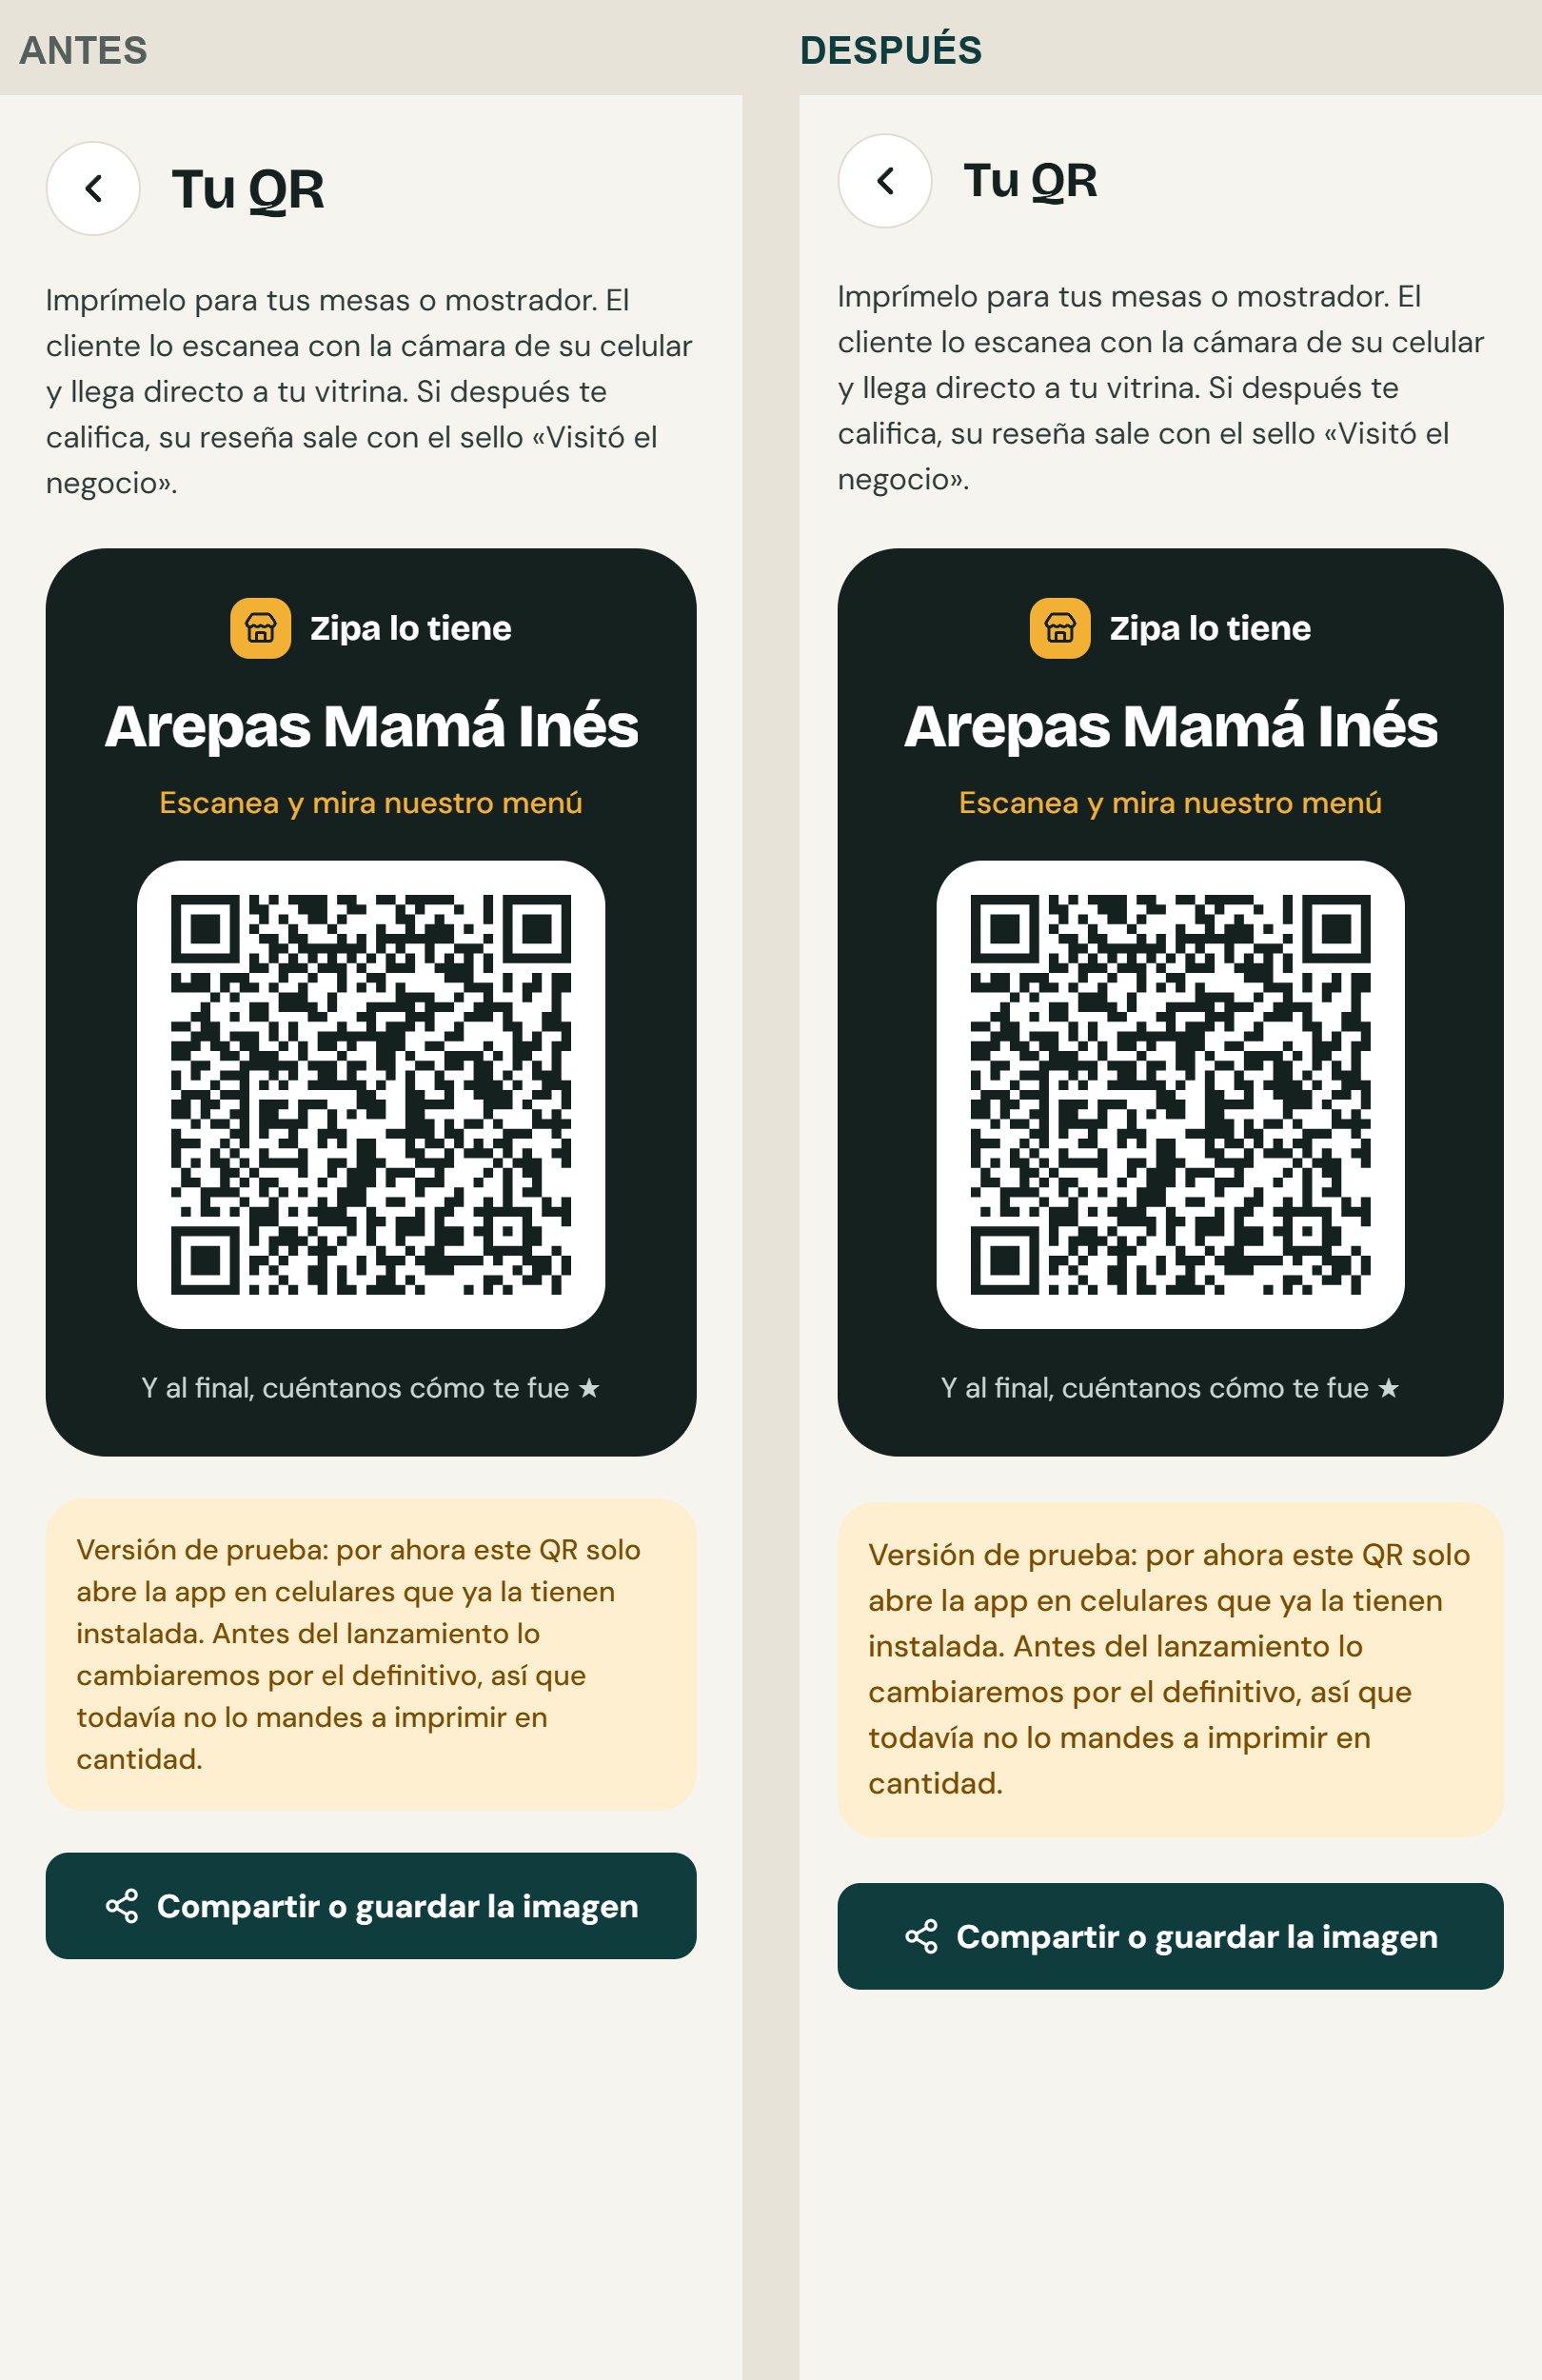 ANTES
Tu QR
Imprímelo para tus mesas o mostrador. El
cliente lo escanea con la cámara de su celular
y llega directo a tu vitrina. Si después te
califica, su reseña sale con el sello «Visitó el
negocio».
Zipa lo tiene
Arepas Mamá Inés
Escanea y mira nuestro menú
Y al final, cuéntanos cómo te fue ★
Versión de prueba: por ahora este QR solo
abre la app en celulares que ya la tienen
instalada. Antes del lanzamiento lo
cambiaremos por el definitivo, así que
todavía no lo mandes a imprimir en
cantidad.
Compartir o guardar la imagen
DESPUÉS
Tu QR
Imprímelo para tus mesas o mostrador. El
cliente lo escanea con la cámara de su celular
y llega directo a tu vitrina. Si después te
califica, su reseña sale con el sello «Visitó el
negocio».
Zipa lo tiene
Arepas Mamá Inés
Escanea y mira nuestro menú
Y al final, cuéntanos cómo te fue ★
Versión de prueba: por ahora este QR solo
abre la app en celulares que ya la tienen
instalada. Antes del lanzamiento lo
cambiaremos por el definitivo, así que
todavía no lo mandes a imprimir en
cantidad.
Compartir o guardar la imagen